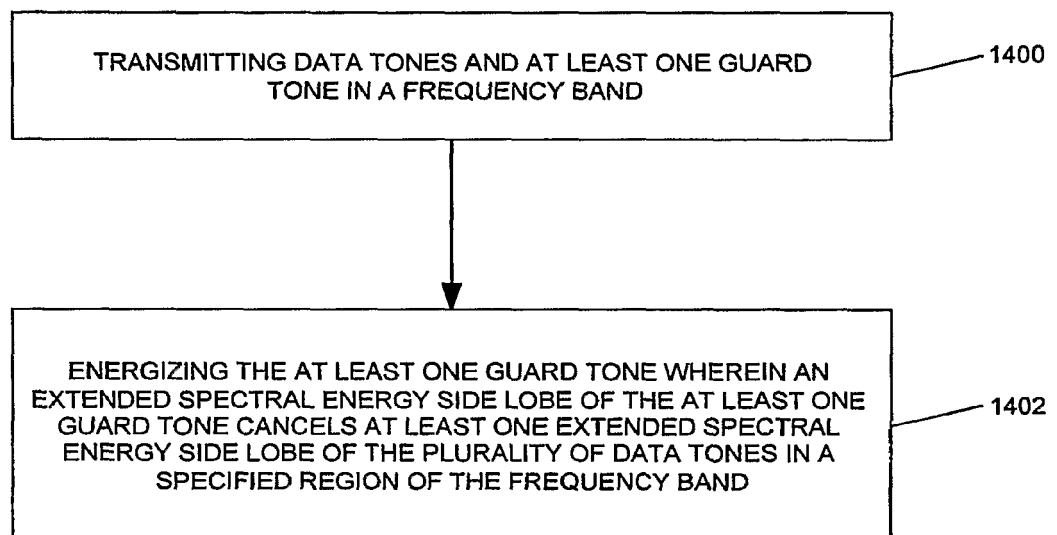 TRANSMITTING DATA TONES AND AT LEAST ONE GUARD
TONE IN A FREQUENCY BAND
1400
ENERGIZING THE AT LEAST ONE GUARD TONE WHEREIN AN
EXTENDED SPECTRAL ENERGY SIDE LOBE OF THE AT LEAST ONE
GUARD TONE CANCELS AT LEAST ONE EXTENDED SPECTRAL
ENERGY SIDE LOBE OF THE PLURALITY OF DATA TONES IN A
SPECIFIED REGION OF THE FREQUENCY BAND
1402